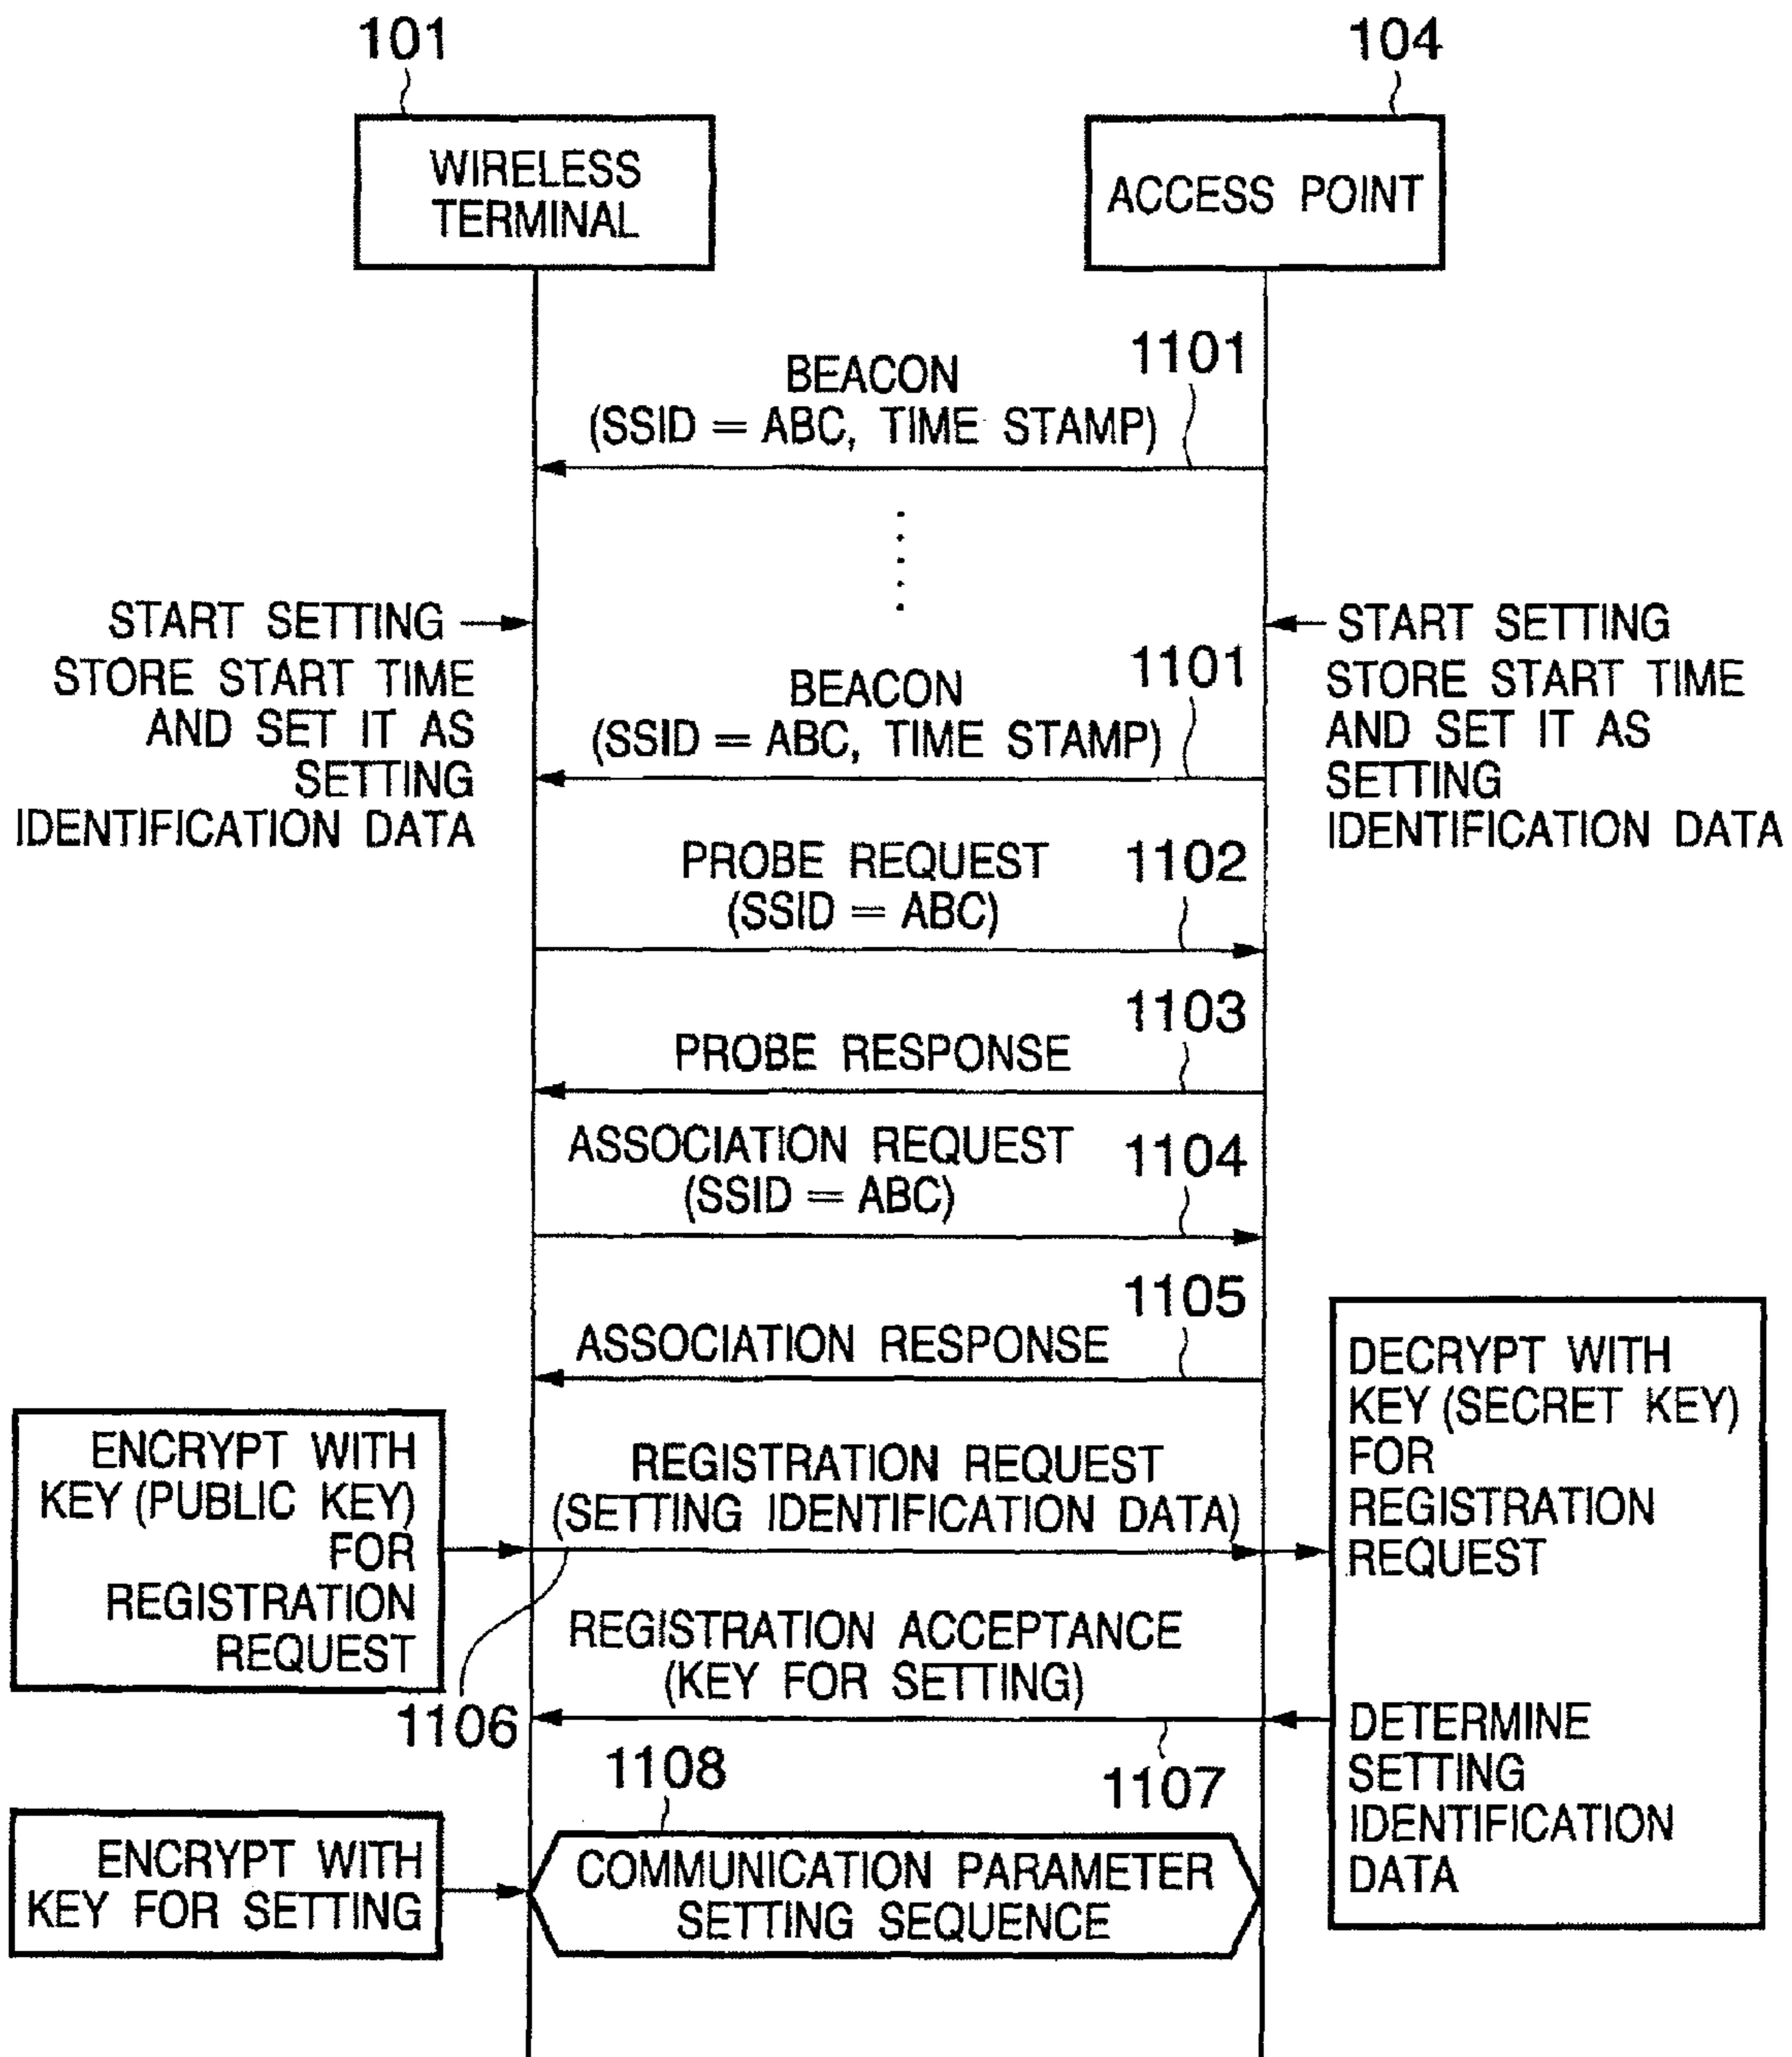 101
104
WIRELESS
TERMINAL
ACCESS POINT
1101
BEACON
(SSID = ABC, TIME STAMP)
START SETTING
STORE START TIME
AND SET IT AS
SETTING
IDENTIFICATION DATA
START SETTING
STORE START TIME
AND SET IT AS
SETTING
IDENTIFICATION DATA
1101
BEACON
(SSID = ABC, TIME STAMP)
PROBE REQUEST
(SSID = ABC)
1102
1103
PROBE RESPONSE
ASSOCIATION REQUEST
(SSID = ABC)
1104
1105
ASSOCIATION RESPONSE
ENCRYPT WITH
KEY (PUBLIC KEY)
FOR
REGISTRATION
REQUEST
REGISTRATION REQUEST
(SETTING IDENTIFICATION DATA)
1106
DECRYPT WITH
KEY (SECRET KEY)
FOR
REGISTRATION
REQUEST
REGISTRATION ACCEPTANCE
(KEY FOR SETTING)
1107
DETERMINE
SETTING
IDENTIFICATION
DATA
1108
ENCRYPT WITH
KEY FOR SETTING
COMMUNICATION PARAMETER
SETTING SEQUENCE